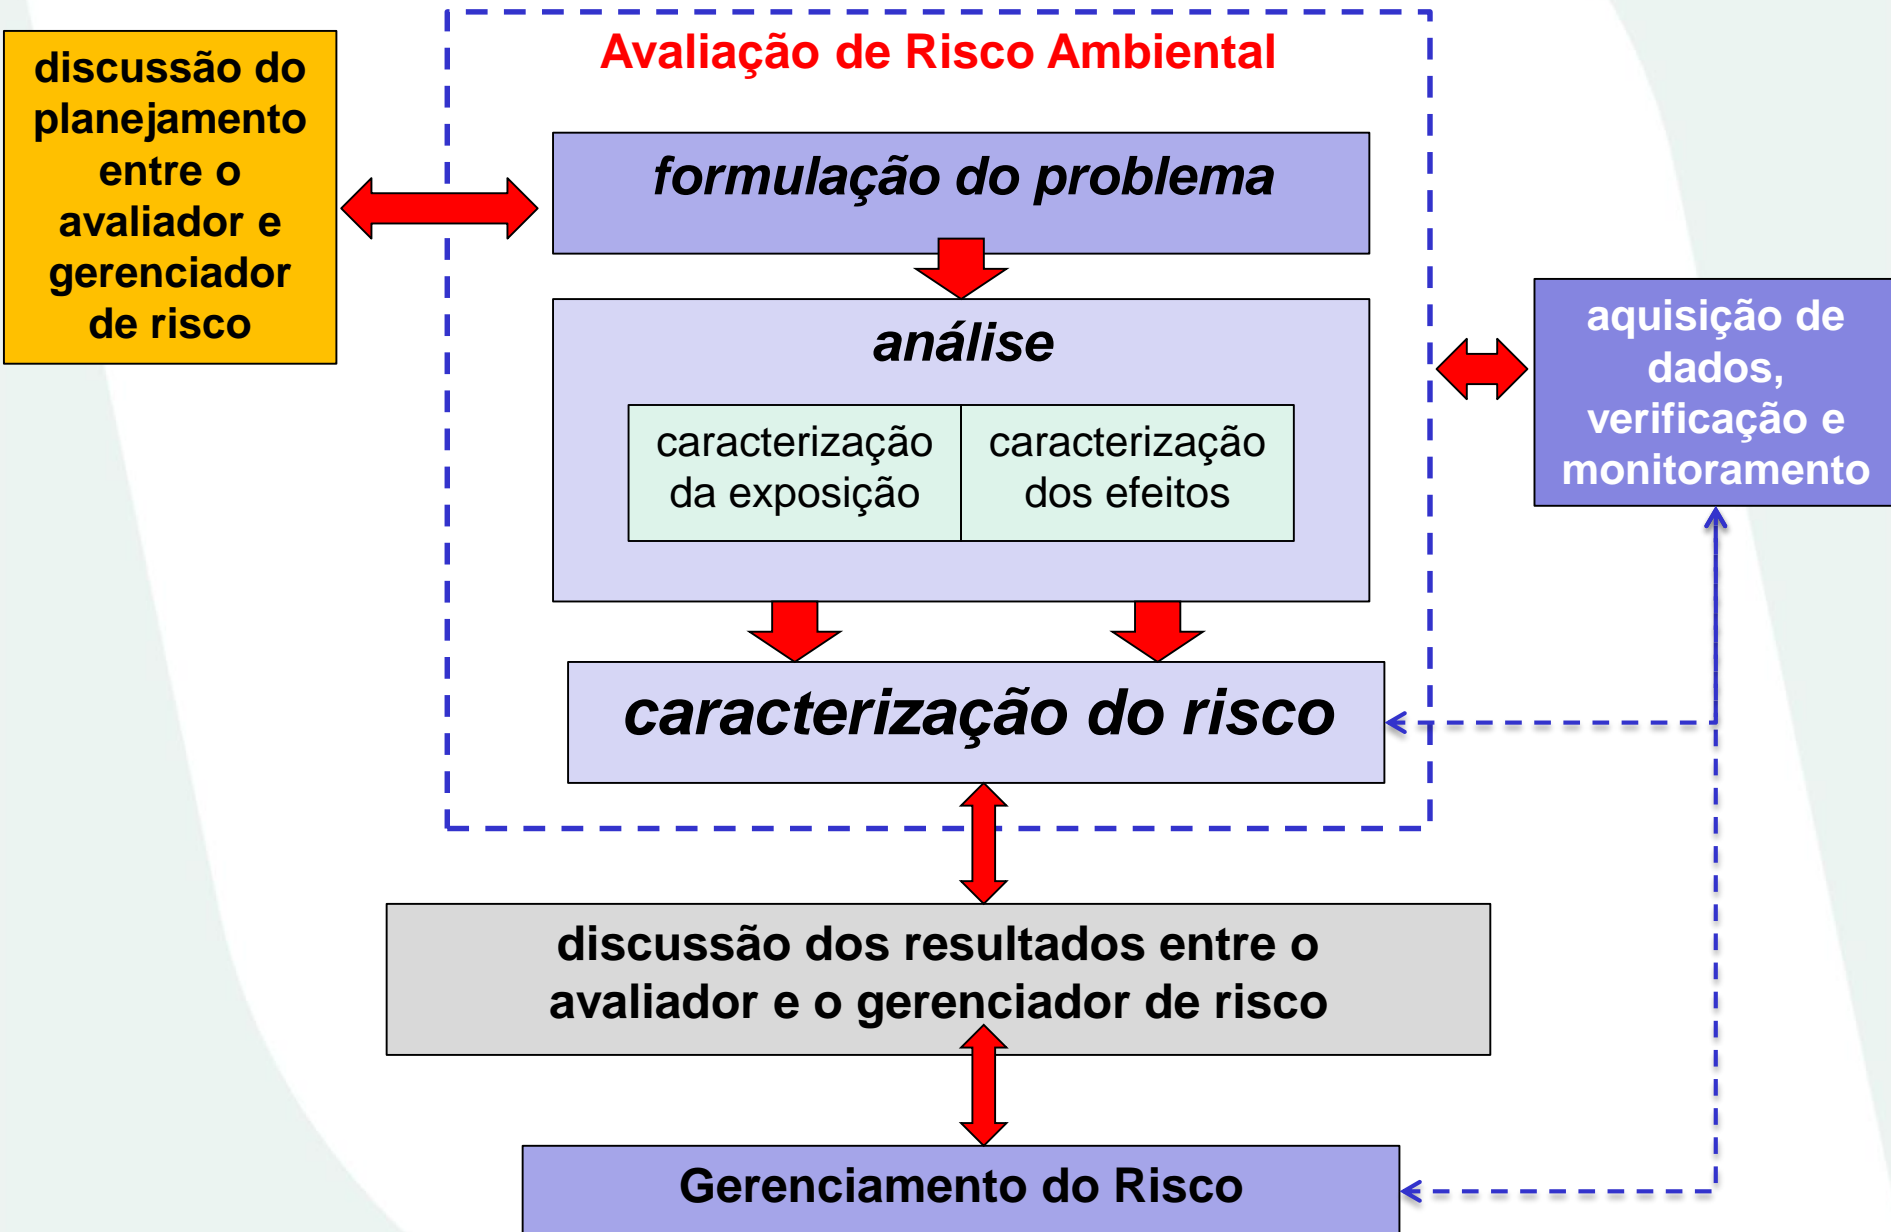 Avaliação de Risco Ambiental
discussão do
planejamento
entre o
avaliador e
gerenciador
de risco
formulação do problema
análise
caracterização
da exposição
caracterização
dos efeitos
aquisição de
dados,
verificação e
monitoramento
caracterização do risco
discussão dos resultados entre o
avaliador e o gerenciador de risco
Gerenciamento do Risco